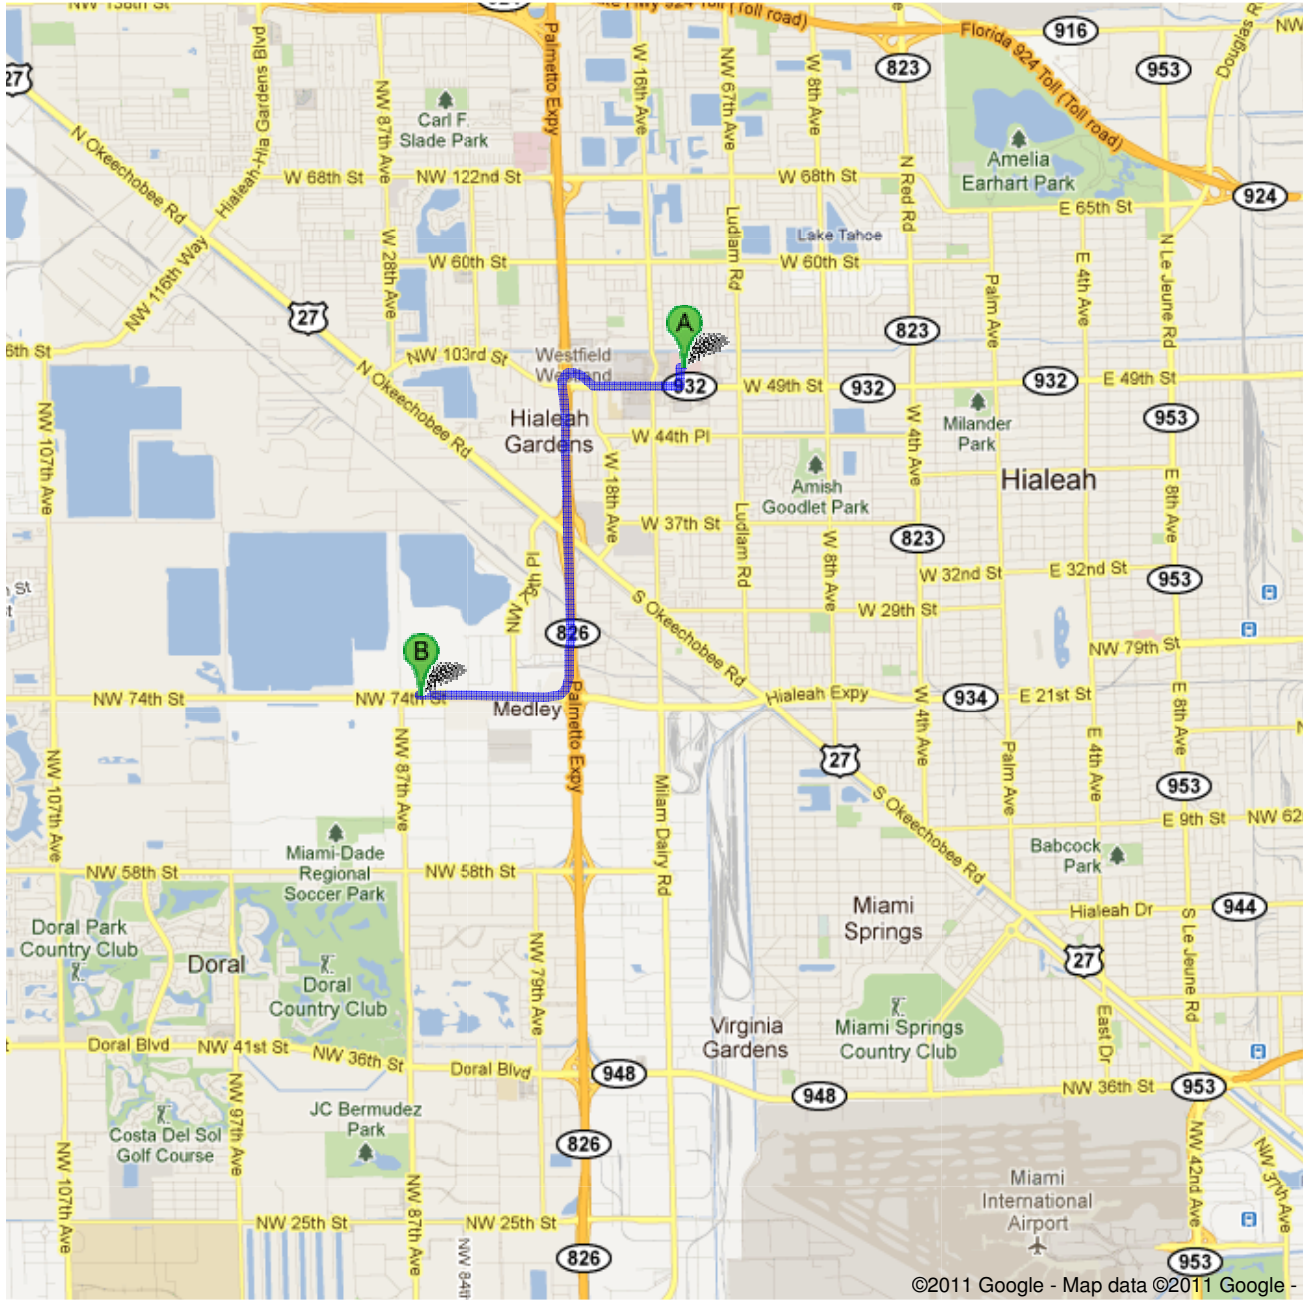 NW 138th St
924
Hwy 924 Toll (Toll road)
916
NW
27
Hialeah-Hia Gardens Blvd
NW 87th Ave
Palmetto Expy
W 16th Ave
NW 67th Ave
W 8th Ave
823
Florida 924 Toll (Toll road)
953
Douglas R
Carl F.
Slade Park
N Okeechobee Rd
W 68th St
NW 122nd St
W 68th St
N Red Rd
Amelia
Earhart Park
924
E 65th St
NW 116th Way
W 28th Ave
Ludlam Rd
Lake Tahoe
N Le Jeune Rd
W 60th St
W 60th St
Palm Ave
E 4th Ave
27
A
823
6th St
NW 103rd St
Westfield
Westland
N Okeechobee Rd
932
W 49th St
932
932
E 49th St
NW 107th Ave
Hialeah
Gardens
W 44th Pl
W 4th Ave
Milander
Park
953
W 18th Ave
Amish
Goodlet Park
Hialeah
E 8th Ave
W 37th St
Ludlam Rd
W 8th Ave
823
W 32nd St
E 32nd St
953
St
t
NW 79th Pl
S Okeechobee Rd
W 29th St
826
NW 79th St
B
NW 74th St
NW 74th St
Medley
Hialeah Expy
W 4th Ave
934
E 21st St
E 8th Ave
Palmetto Expy
NW 107th Ave
NW 87th Ave
27
Palm Ave
E 4th Ave
Milam Dairy Rd
S Okeechobee Rd
953
E 9th St
NW 62
Miami-Dade
Regional
Soccer Park
Babcock
Park
NW 58th St
NW 58th St
Doral Park
Country Club
Miami
Springs
Hialeah Dr
944
Doral
Doral
Country Club
NW 79th Ave
27
S Le Jeune Rd
Virginia
Gardens
Miami Springs
Country Club
East Dr
Doral Blvd
NW 41st St
NW 36th St
Doral Blvd
948
948
NW 36th St
953
NW 97th Ave
JC Bermudez
Park
Costa Del Sol
Golf Course
826
NW 107th Ave
NW 87th Ave
Miami
International
Airport
NW 42nd Ave
NW 37th Ave
NW 25th St
NW 25th St
NW 84th
826
953
©2011 Google - Map data ©2011 Google -